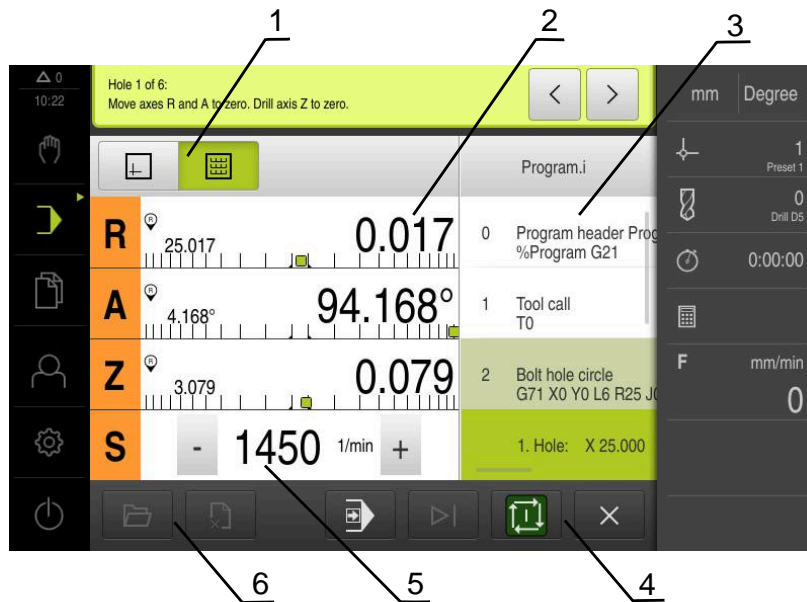 1
2
3
0
10:22
Hole 1 of 6:
Move axes R and A to zero. Drill axis Z to zero.
< >
mm Degree
Program.i
1
Preset 1
0
Drill D5
0:00:00
F mm/min
0
R
R
25.017
0.017
A
R
4.168°
94.168°
Z
R
3.079
0.079
S - 1450 1/min +
0 Program header Prog
%Program G21
1 Tool call
T0
2 Bolt hole circle
G71 X0 Y0 L6 R25 J0
1. Hole: X 25.000
6
5
4